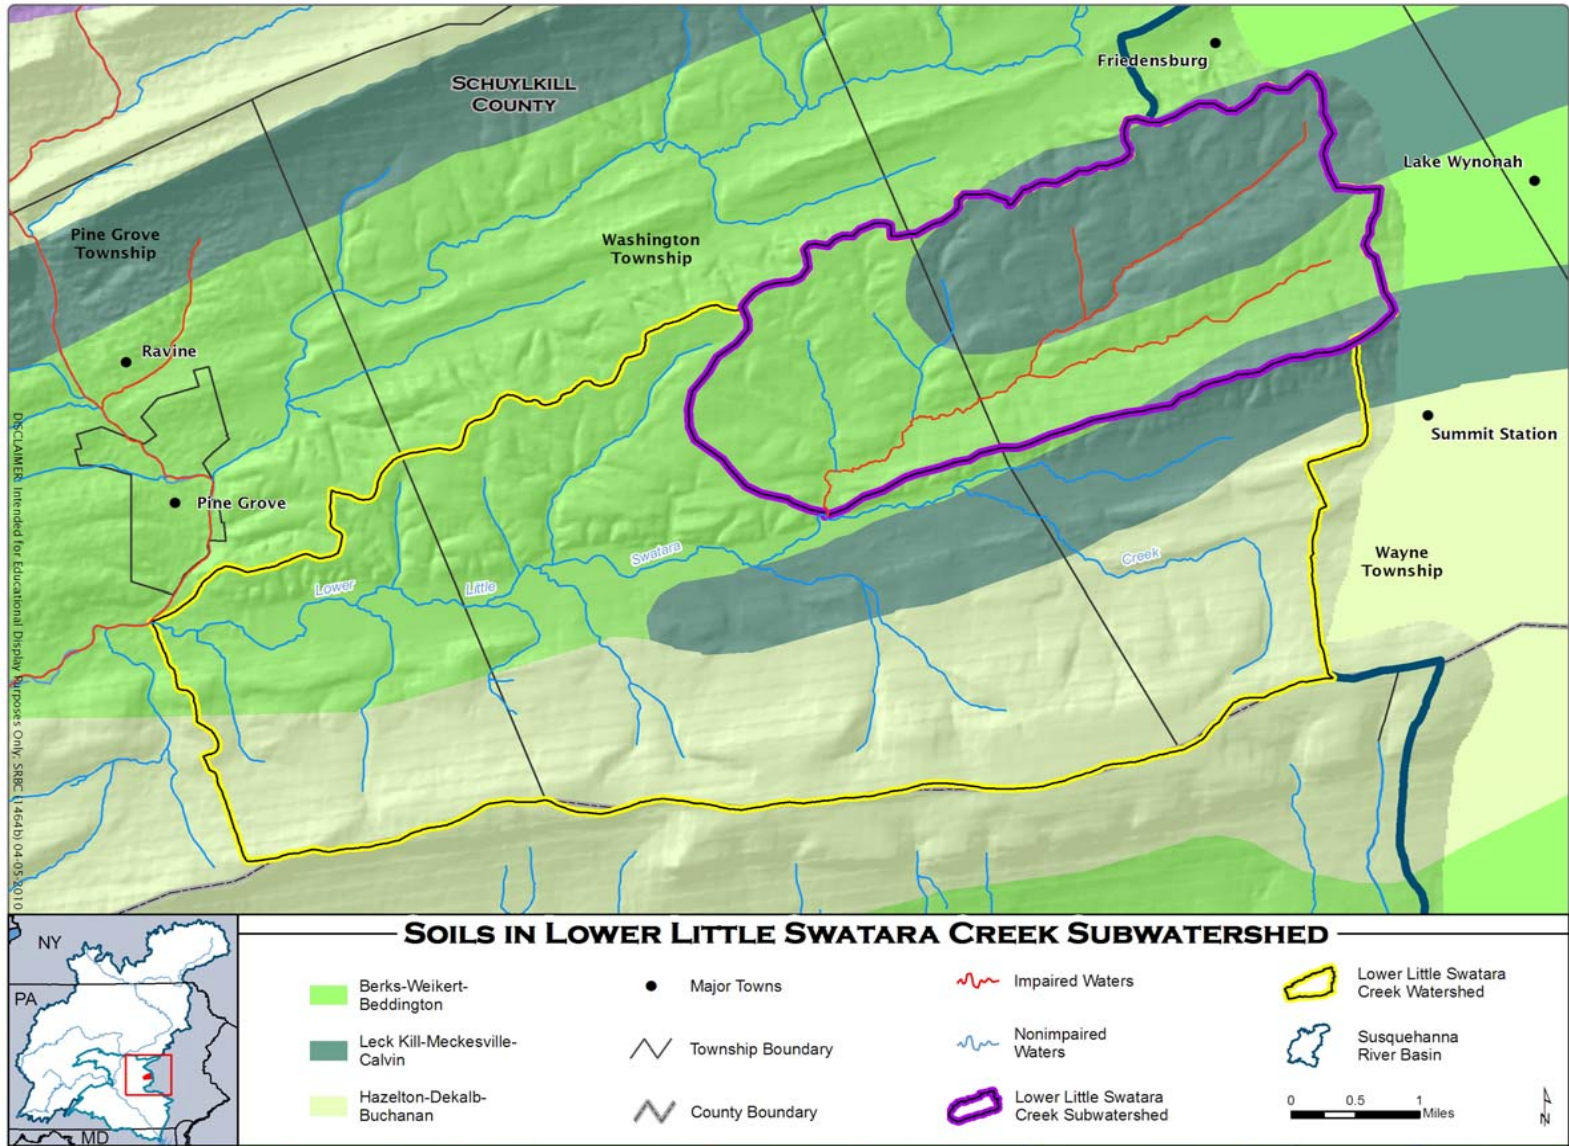 SCHUYLKILL
COUNTY
Friedensburg
Lake Wynonah
Pine Grove
Township
Washington
Township
Ravine
Summit Station
Pine Grove
Wayne
Township
Lower
Little
Swatara
Creek
DISCLAIMER: Intended for Educational Display Purposes Only; SRBC (1464b) 04-05-2010
NY
PA
MD
SOILS IN LOWER LITTLE SWATARA CREEK SUBWATERSHED
Berks-Weikert-
Beddington
Leck Kill-Meckesville-
Calvin
Hazelton-Dekalb-
Buchanan
Major Towns
Township Boundary
County Boundary
Impaired Waters
Nonimpaired
Waters
Lower Little Swatara
Creek Subwatershed
Lower Little Swatara
Creek Watershed
Susquehanna
River Basin
0 0.5 1
Miles
N